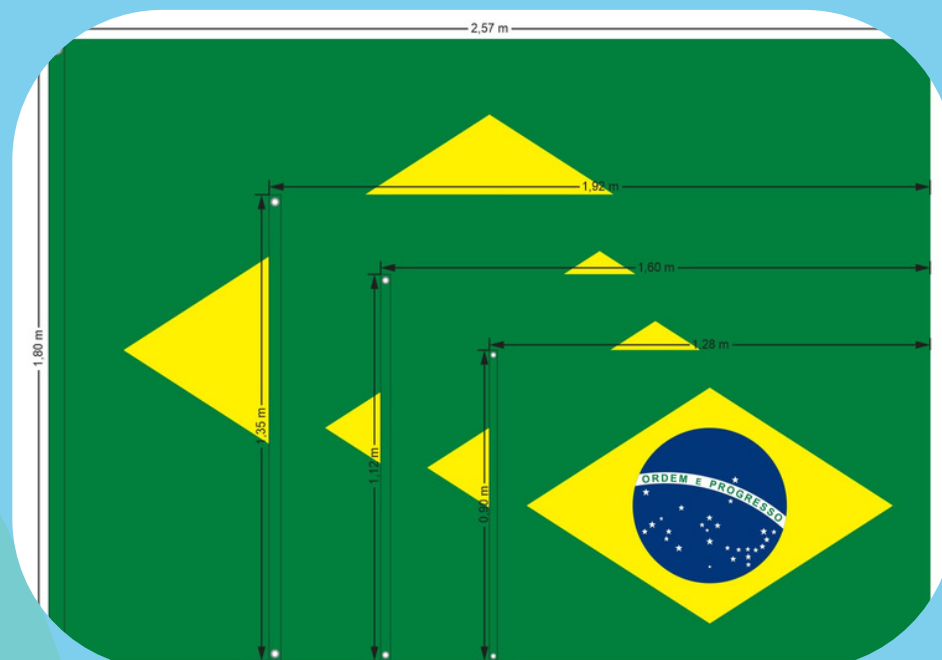 2,57 m
1,92 m
1,60 m
1,28 m
1,80 m
1,35 m
1,12 m
0,90 m
ORDEM E PROGRESSO